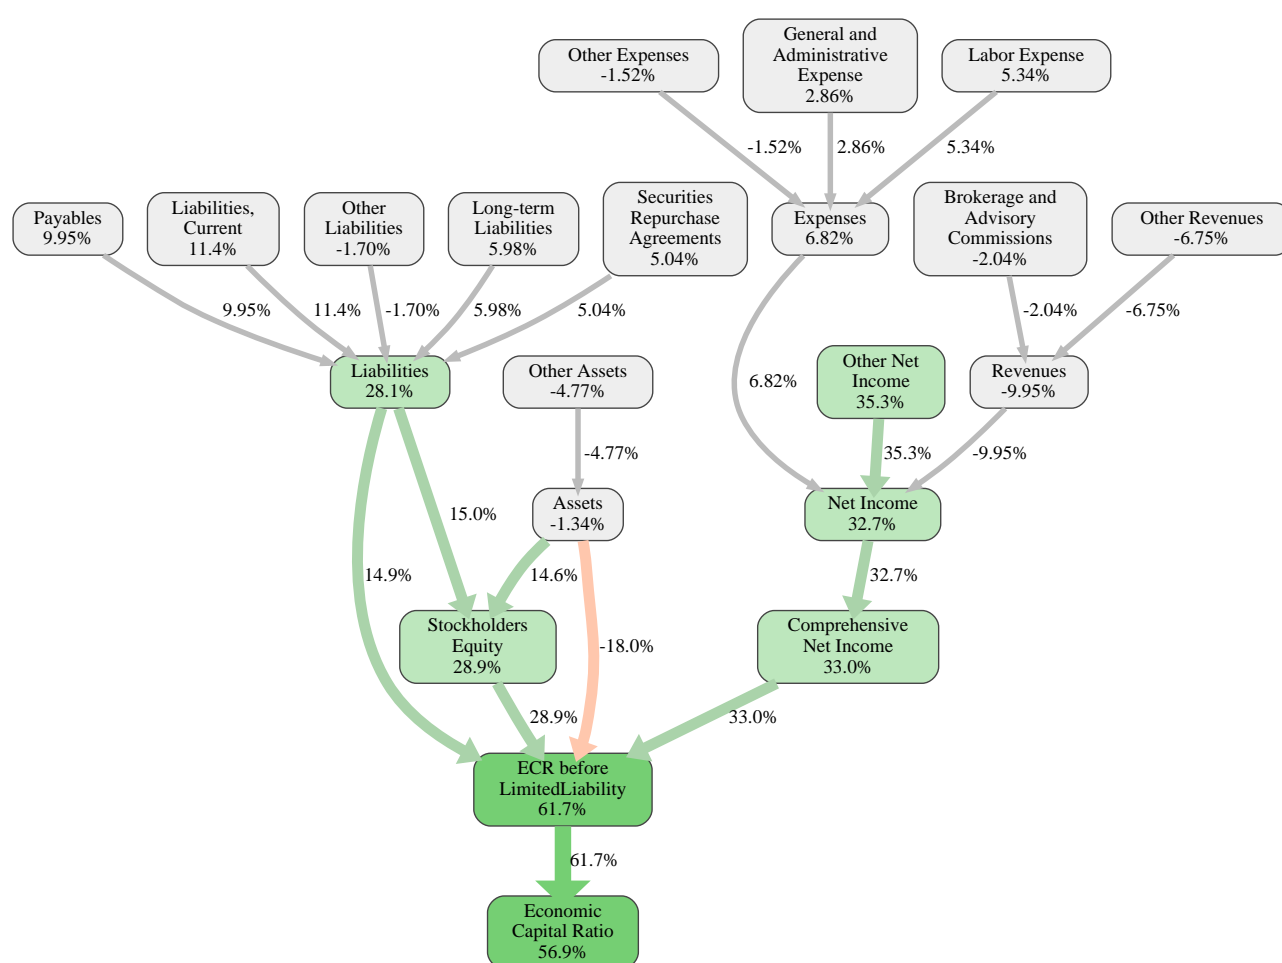 General and
Administrative
Expense
2.86%
Other Expenses
-1.52%
Labor Expense
5.34%
-1.52%
2.86%
5.34%
Payables
9.95%
Liabilities,
Current
11.4%
Other
Liabilities
-1.70%
Long-term
Liabilities
5.98%
Securities
Repurchase
Agreements
5.04%
Expenses
6.82%
Brokerage and
Advisory
Commissions
-2.04%
Other Revenues
-6.75%
9.95%
11.4%
-1.70%
5.98%
5.04%
-2.04%
-6.75%
Liabilities
28.1%
Other Assets
-4.77%
6.82%
Other Net
Income
35.3%
Revenues
-9.95%
-4.77%
35.3%
-9.95%
15.0%
Assets
-1.34%
Net Income
32.7%
14.9%
14.6%
32.7%
Stockholders
Equity
28.9%
-18.0%
Comprehensive
Net Income
33.0%
28.9%
33.0%
ECR before
LimitedLiability
61.7%
61.7%
Economic
Capital Ratio
56.9%